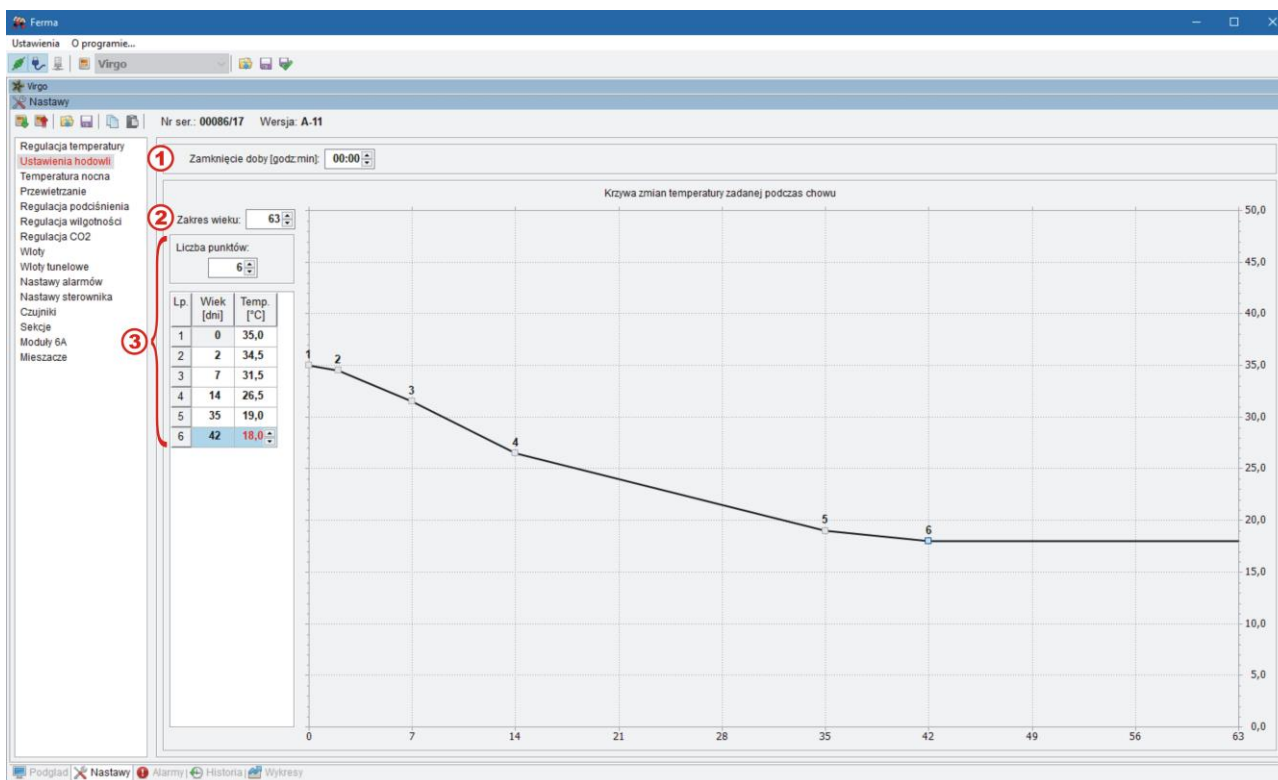 Ferma
Ustawienia O programie...
Virgo
Virgo
Nastawy
Nr ser.: 00086/17 Wersja: A-11
Regulacja temperatury
Ustawienia hodowli
Temperatura nocna
Przewietrzanie
Regulacja podciśnienia
Regulacja wilgotności
Regulacja CO2
Wloty
Wloty tunelowe
Nastawy alarmów
Nastawy sterownika
Czujniki
Sekcje
Moduły 6A
Mieszacze
1 Zamknięcie doby [godz:min]: 00:00
Krzywa zmian temperatury zadanej podczas chowu
2 Zakres wieku: 63
3
Liczba punktów:
6
Lp. Wiek [dni] Temp. [°C]
1 0 35,0
2 2 34,5
3 7 31,5
4 14 26,5
5 35 19,0
6 42 18,0
1 2 3 4 5 6
50,0
45,0
40,0
35,0
30,0
25,0
20,0
15,0
10,0
5,0
0,0
0 7 14 21 28 35 42 49 56 63
Podgląd Nastawy Alarmy Historia Wykresy